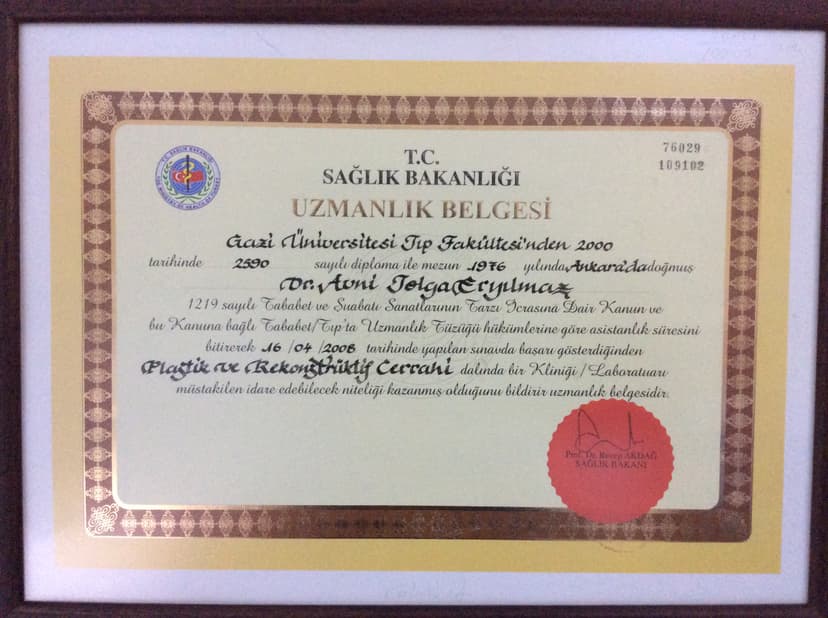 76029
109102
T.C.
SAĞLIK BAKANLIĞI
UZMANLIK BELGESİ
Gazi Üniversitesi Tıp Fakültesi'nden 2000
tarihinde 2590 sayılı diploma ile mezun 1976 yılında Ankara'da doğmuş
Dr. Avni Tolga Eryılmaz
1219 sayılı Tababet ve Şuabatı Sanatlarının Tarzı İcrasına Dair Kanun ve
bu Kanuna bağlı Tababet/Tıp'ta Uzmanlık Tüzüğü hükümlerine göre asistanlık süresini
bitirerek 16 /04 /2008 tarihinde yapılan sınavda başarı gösterdiğinden
Plastik ve Rekonstrüktif Cerrahi dalında bir Kliniği/Laboratuarı
müstakilen idare edebilecek niteliği kazanmış olduğunu bildirir uzmanlık belgesidir.
Prof. Dr. Recep AKDAĞ
SAĞLIK BAKANI